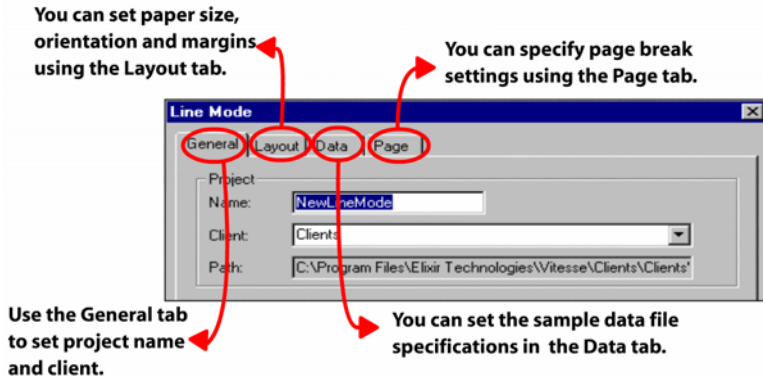 You can set paper size,
orientation and margins
using the Layout tab.
You can specify page break
settings using the Page tab.
Line Mode
General Layout Data Page
Project
Name: NewLineMode
Client: Clients
Path: C:\Program Files\Elixir Technologies\Vitesse\Clients\Clients'
Use the General tab
to set project name
and client.
You can set the sample data file
specifications in the Data tab.